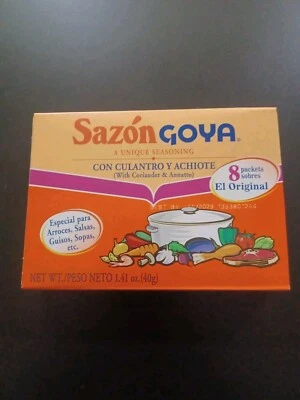 Sazón GOYA®
A UNIQUE SEASONING
CON CULANTRO Y ACHIOTE
(With Coriander & Annatto)
8 packets
sobres
El Original
Especial para
Arroces, Salsas,
Guisos, Sopas,
etc.
NET WT./PESO NETO 1.41 oz. (40g)